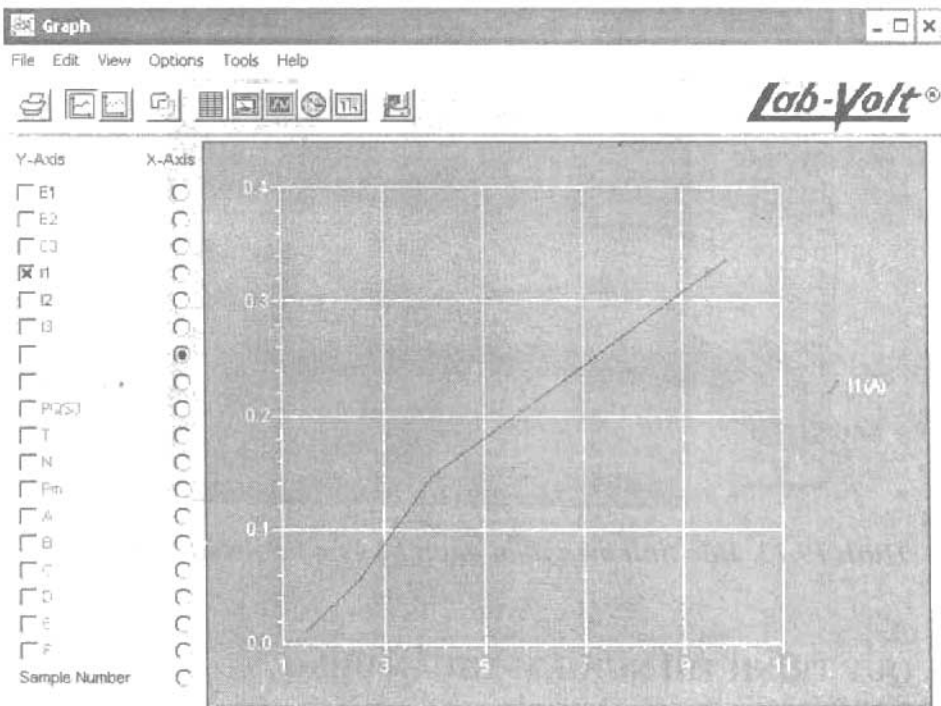 Graph
File Edit View Options Tools Help
Lab-Volt®
Y-Axis X-Axis
E1
E2
I1
I2
I3
PQS1
T
N
Pm
A
B
C
D
E
F
Sample Number
0.4
0.3
0.2
0.1
0.0
1 3 5 7 9 11
I1 (A)